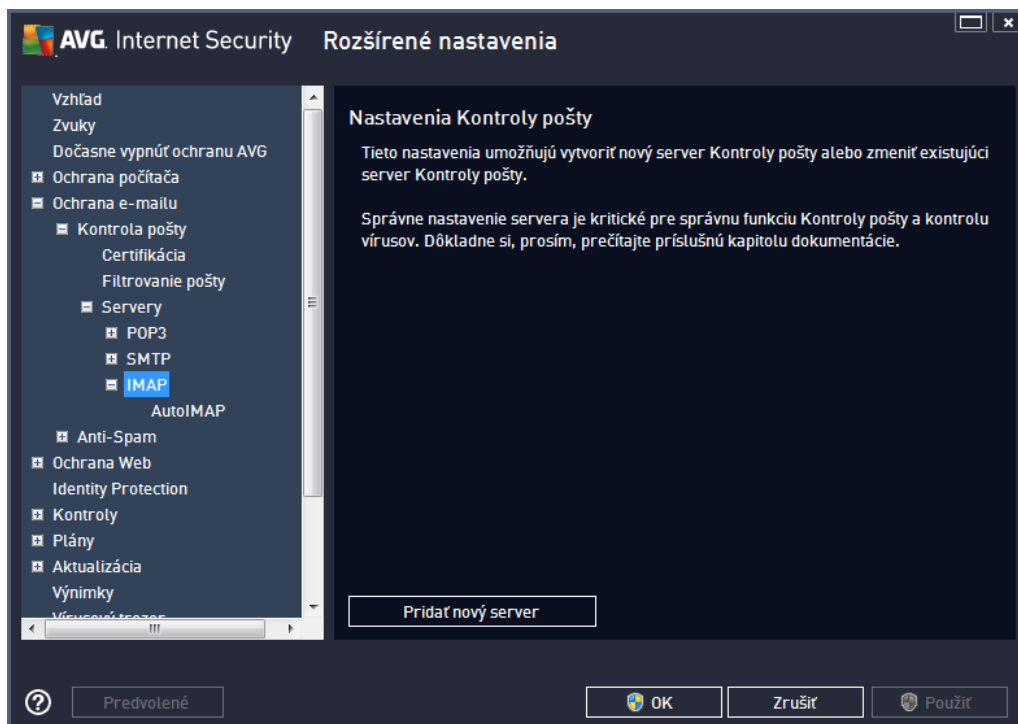 AVG. Internet Security
Rozšírené nastavenia
Vzhľad
Zvuky
Dočasne vypnúť ochranu AVG
Ochrana počítača
Ochrana e-mailu
Kontrola pošty
Certifikácia
Filtrovanie pošty
Servery
POP3
SMTP
IMAP
AutoIMAP
Anti-Spam
Ochrana Web
Identity Protection
Kontroly
Plány
Aktualizácia
Výnimky
Vírusový trezor
Nastavenia Kontroly pošty
Tieto nastavenia umožňujú vytvoriť nový server Kontroly pošty alebo zmeniť existujúci
server Kontroly pošty.
Správne nastavenie servera je kritické pre správnu funkciu Kontroly pošty a kontrolu
vírusov. Dôkladne si, prosím, prečítajte príslušnú kapitolu dokumentácie.
Pridať nový server
Predvolené
OK
Zrušiť
Použiť